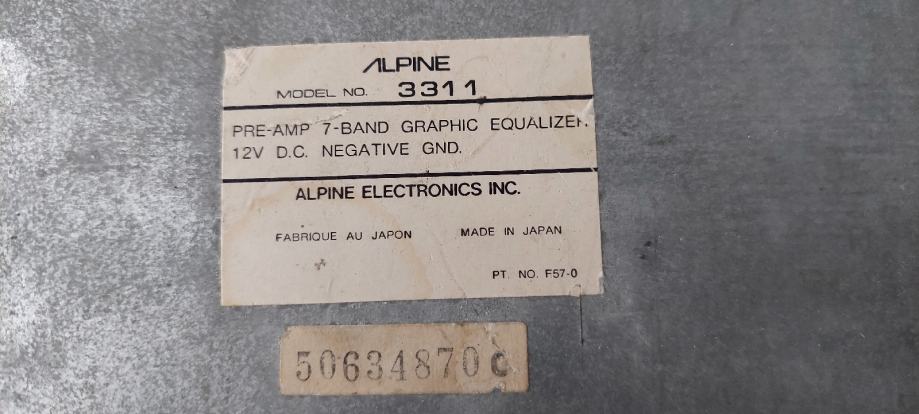 ALPINE
MODEL NO. 3311
PRE-AMP 7-BAND GRAPHIC EQUALIZER
12V D.C. NEGATIVE GND.
ALPINE ELECTRONICS INC.
FABRIQUE AU JAPON MADE IN JAPAN
PT. NO. F57-0
50634870C